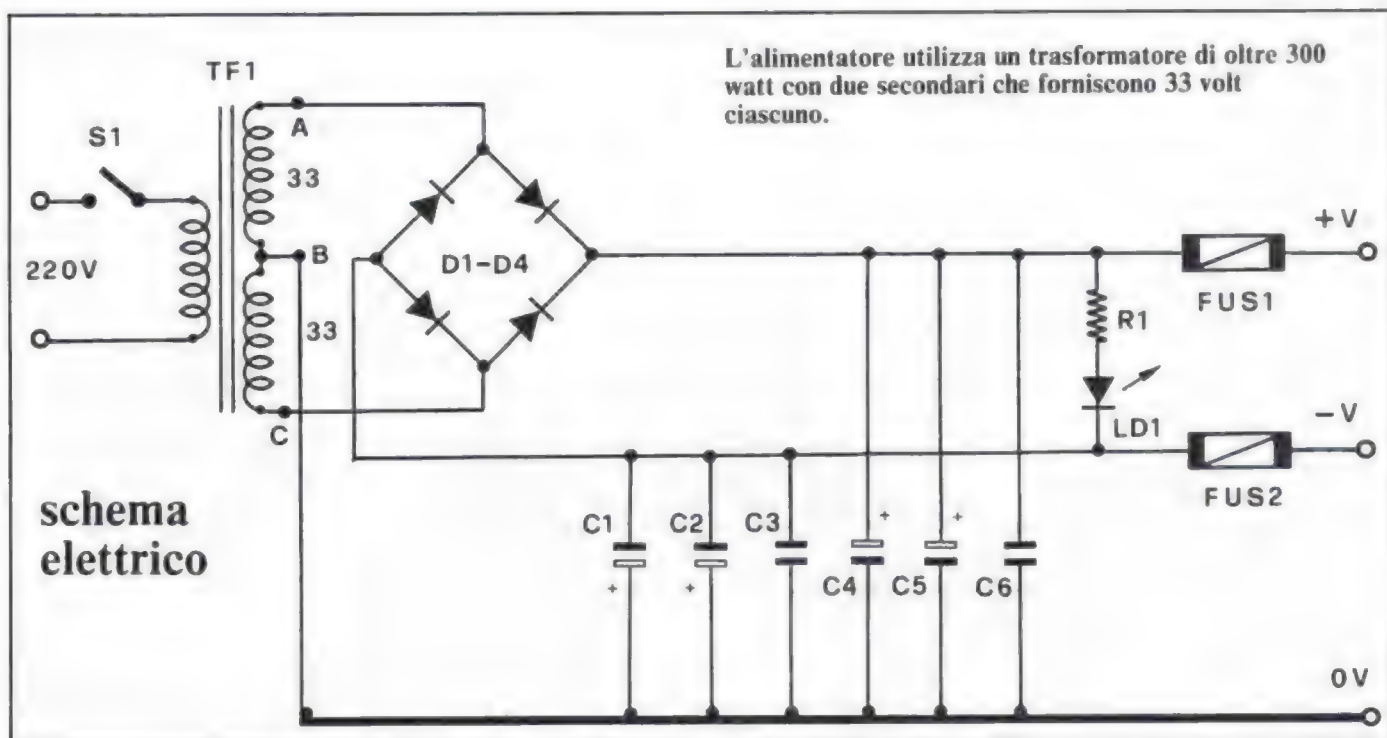 L'alimentatore utilizza un trasformatore di oltre 300
watt con due secondari che forniscono 33 volt
ciascuno.
TF1
S1
A
33
B
220V
D1-D4
33
C
+V
FUS1
R1
LD1
-V
FUS2
schema
elettrico
C1
C2
C3
+
+
C4
C5
C6
+
+
0V